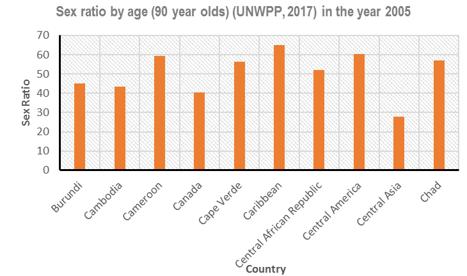 Sex ratio by age (90 year olds) (UNWPP, 2017) in the year 2005
70
60
50
40
30
20
10
0
Sex Ratio
Burundi
Cambodia
Cameroon
Canada
Cape Verde
Caribbean
Central African Republic
Central America
Central Asia
Chad
Country